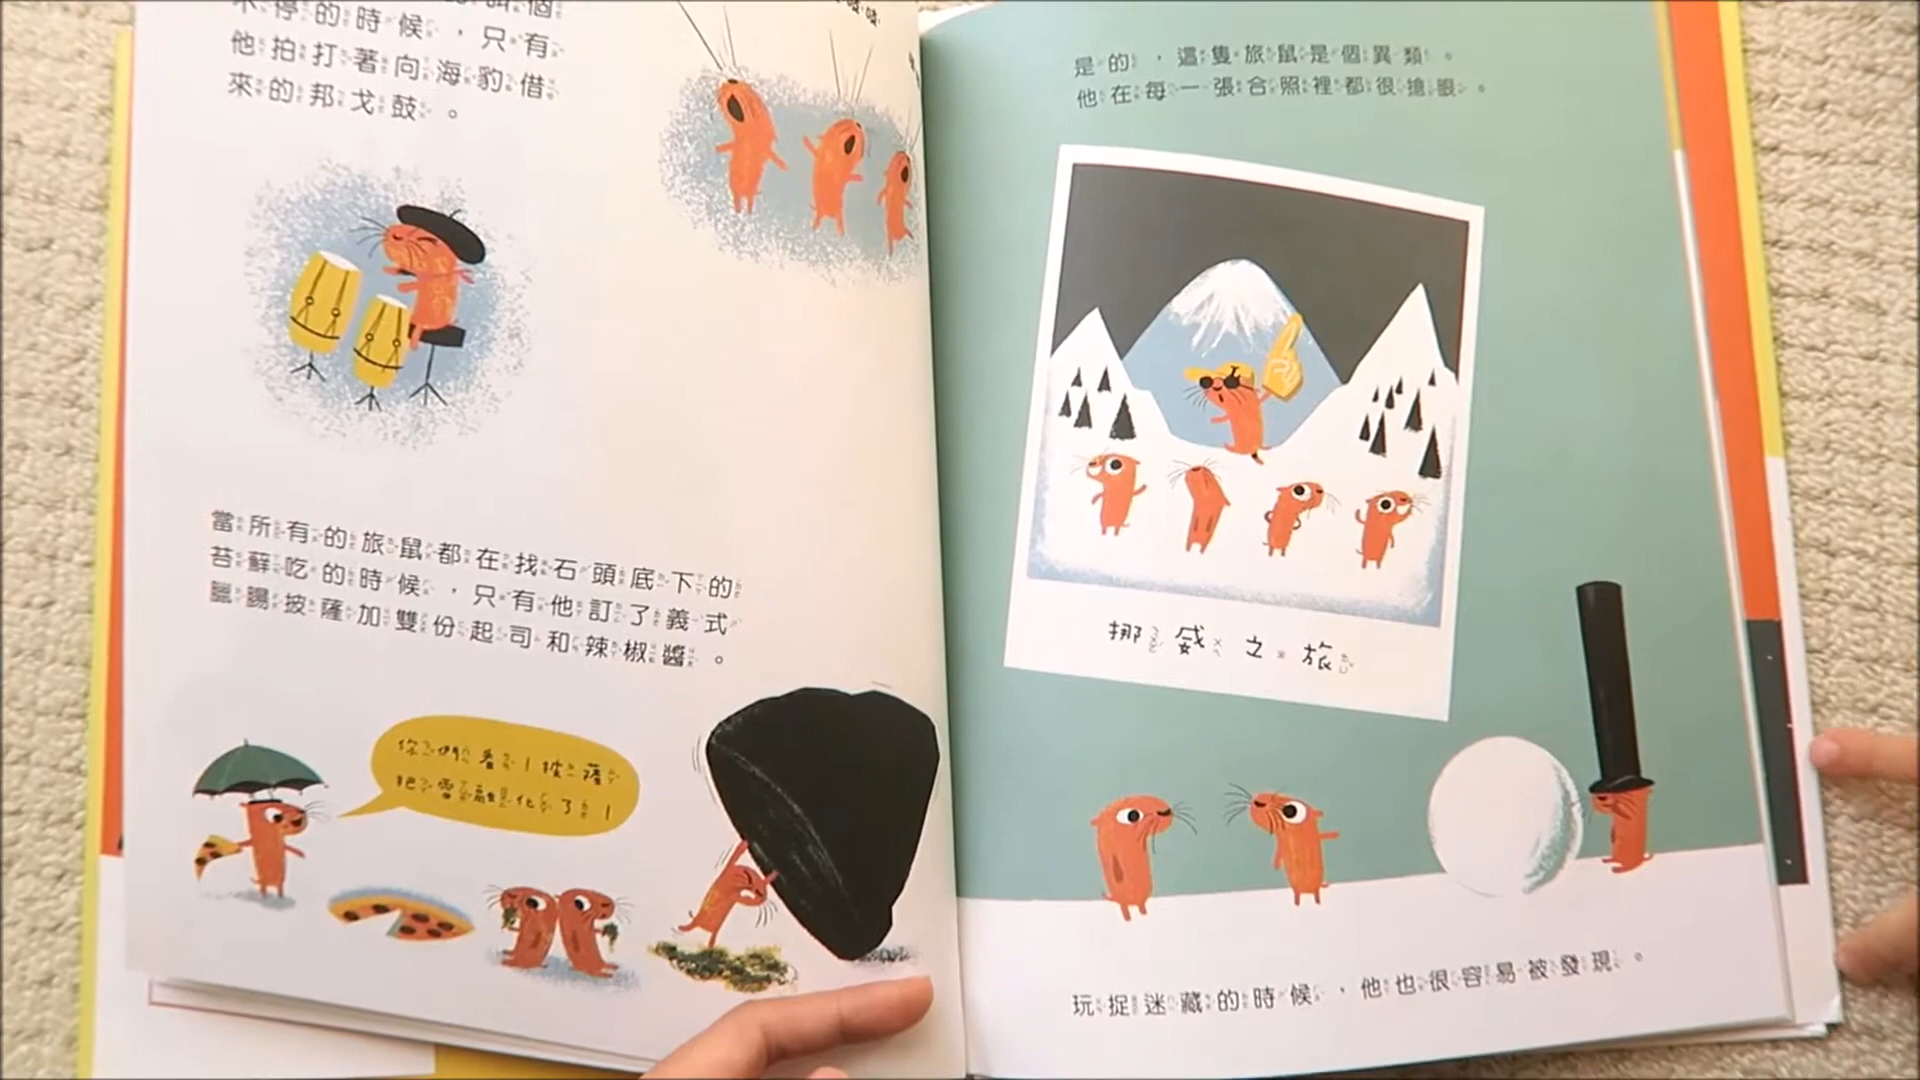 不停的時候，只有
他拍打著向海豹借
來的邦戈鼓。
當所有的旅鼠都在找石頭底下的
苔蘚吃的時候，只有他訂了義式
臘腸披薩加雙份起司和辣椒醬。
你們看！披薩
把雪融化了！
是的，這隻旅鼠是個異類。
他在每一張合照裡都很搶眼。
挪威之旅
玩捉迷藏的時候，他也很容易被發現。